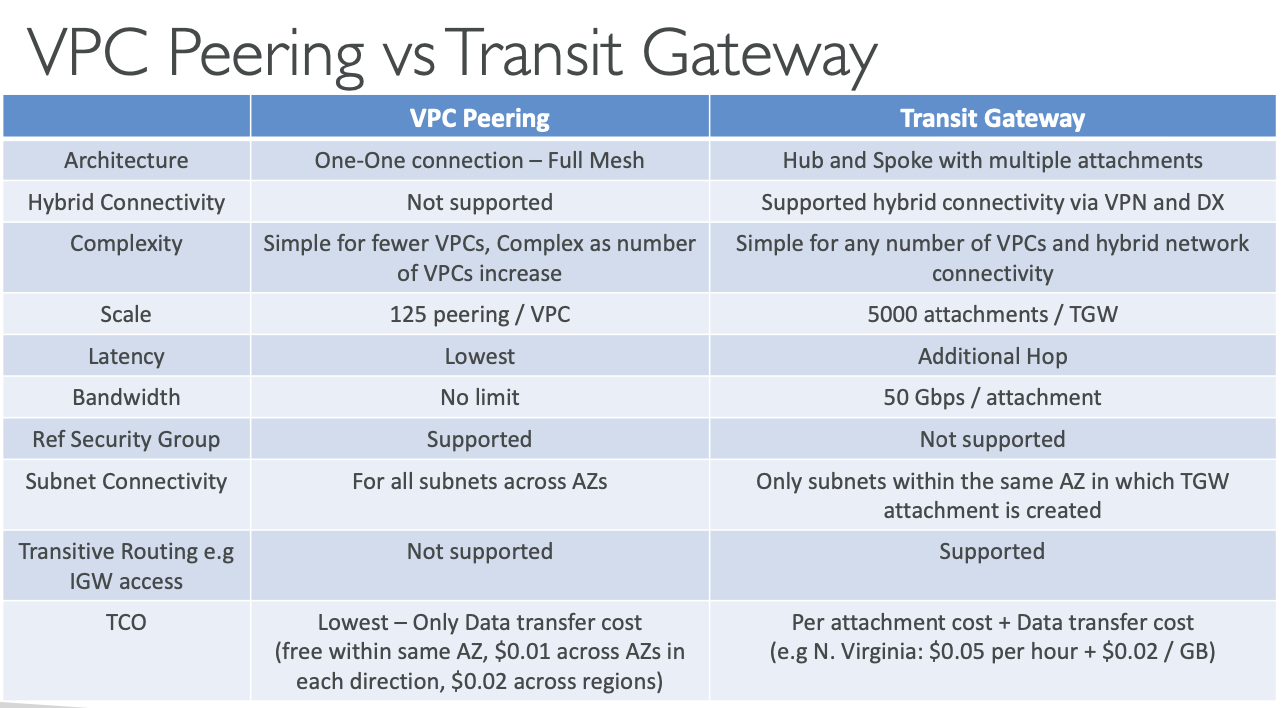 VPC Peering vs Transit Gateway
VPC Peering
Transit Gateway
Architecture
One-One connection – Full Mesh
Hub and Spoke with multiple attachments
Hybrid Connectivity
Not supported
Supported hybrid connectivity via VPN and DX
Complexity
Simple for fewer VPCs, Complex as number
of VPCs increase
Simple for any number of VPCs and hybrid network
connectivity
Scale
125 peering / VPC
5000 attachments / TGW
Latency
Lowest
Additional Hop
Bandwidth
No limit
50 Gbps / attachment
Ref Security Group
Supported
Not supported
Subnet Connectivity
For all subnets across AZs
Only subnets within the same AZ in which TGW
attachment is created
Transitive Routing e.g
IGW access
Not supported
Supported
TCO
Lowest – Only Data transfer cost
(free within same AZ, $0.01 across AZs in
each direction, $0.02 across regions)
Per attachment cost + Data transfer cost
(e.g N. Virginia: $0.05 per hour + $0.02 / GB)